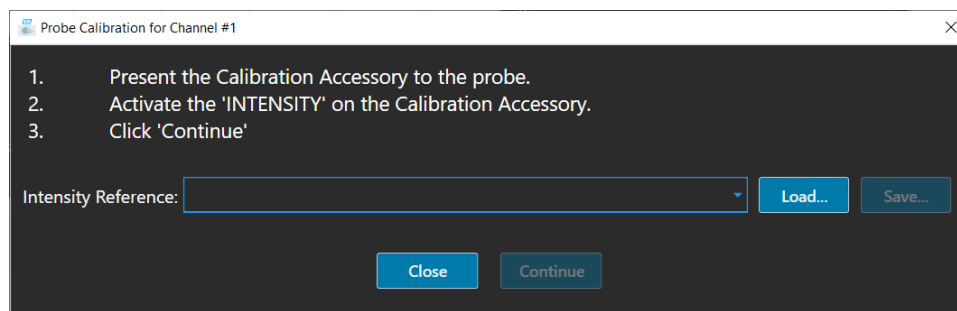 Probe Calibration for Channel #1
1. Present the Calibration Accessory to the probe.
2. Activate the 'INTENSITY' on the Calibration Accessory.
3. Click 'Continue'
Intensity Reference: Load... Save...
Close Continue